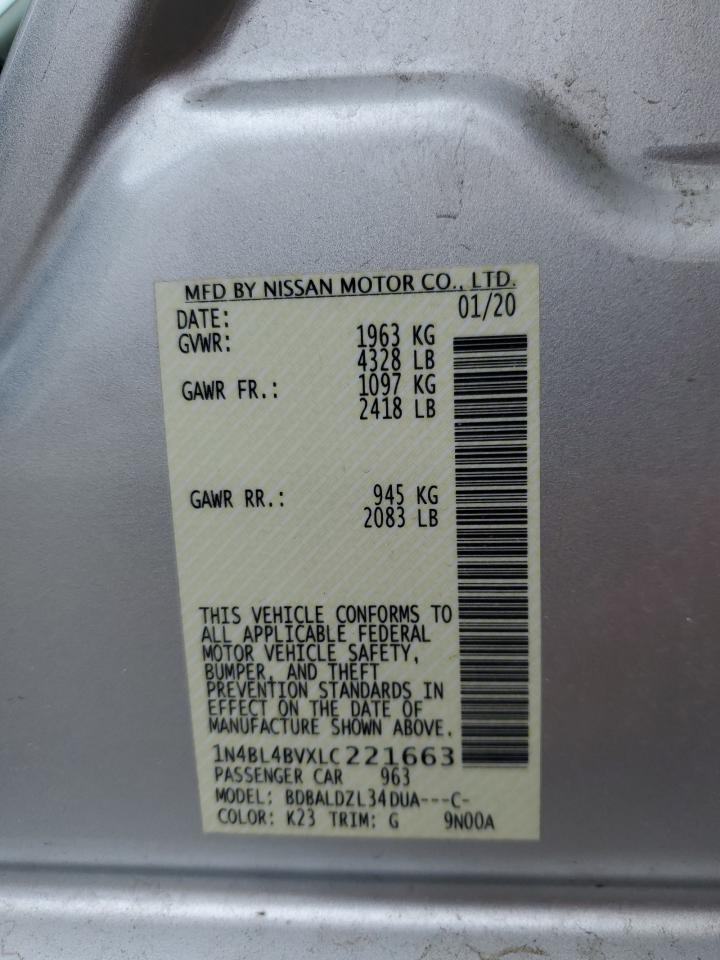 MFD BY NISSAN MOTOR CO., LTD.
DATE: 01/20
GVWR: 1963 KG
4328 LB
GAWR FR.: 1097 KG
2418 LB
GAWR RR.: 945 KG
2083 LB
THIS VEHICLE CONFORMS TO
ALL APPLICABLE FEDERAL
MOTOR VEHICLE SAFETY,
BUMPER, AND THEFT
PREVENTION STANDARDS IN
EFFECT ON THE DATE OF
MANUFACTURE SHOWN ABOVE.
1N4BL4BVXLC221663
PASSENGER CAR 963
MODEL: BDBALDZL34DUA---C-
COLOR: K23 TRIM: G 9N00A